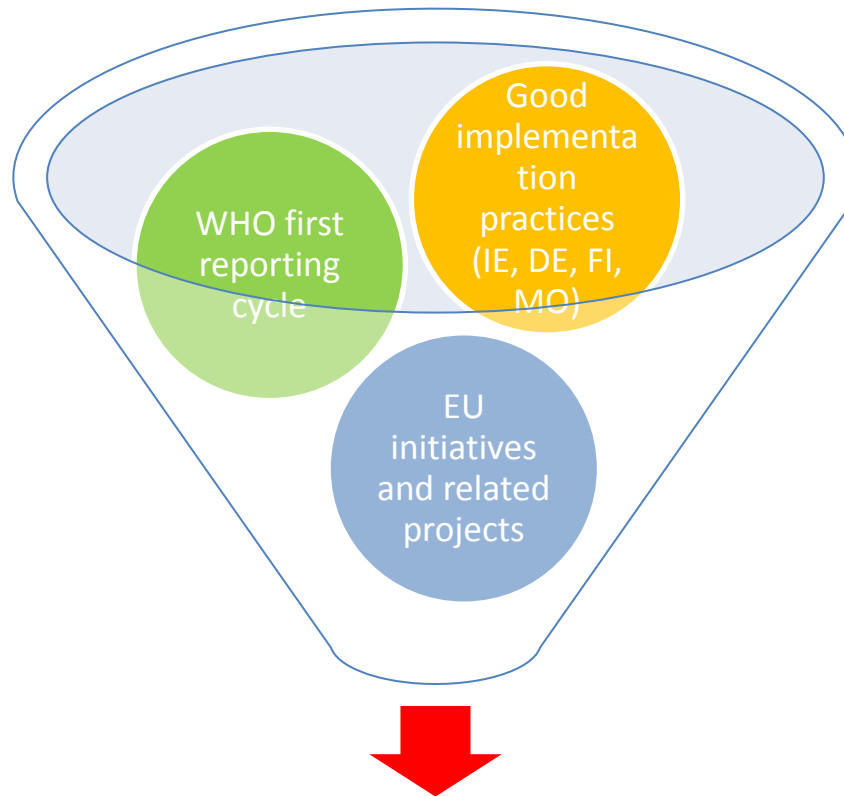 WHO first
reporting
cycle
Good
implementa
tion
practices
(IE, DE, FI,
MO)
EU
initiatives
and related
projects